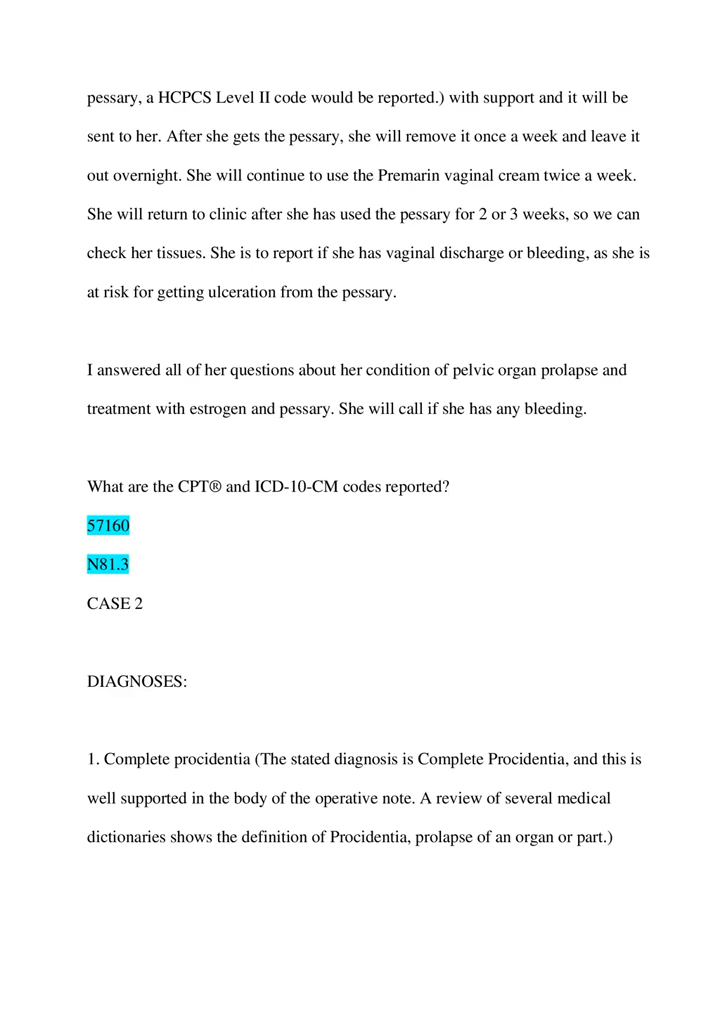 pessary, a HCPCS Level II code would be reported.) with support and it will be
sent to her. After she gets the pessary, she will remove it once a week and leave it
out overnight. She will continue to use the Premarin vaginal cream twice a week.
She will return to clinic after she has used the pessary for 2 or 3 weeks, so we can
check her tissues. She is to report if she has vaginal discharge or bleeding, as she is
at risk for getting ulceration from the pessary.
I answered all of her questions about her condition of pelvic organ prolapse and
treatment with estrogen and pessary. She will call if she has any bleeding.
What are the CPT® and ICD-10-CM codes reported?
57160
N81.3
CASE 2
DIAGNOSES:
1. Complete procidentia (The stated diagnosis is Complete Procidentia, and this is
well supported in the body of the operative note. A review of several medical
dictionaries shows the definition of Procidentia, prolapse of an organ or part.)